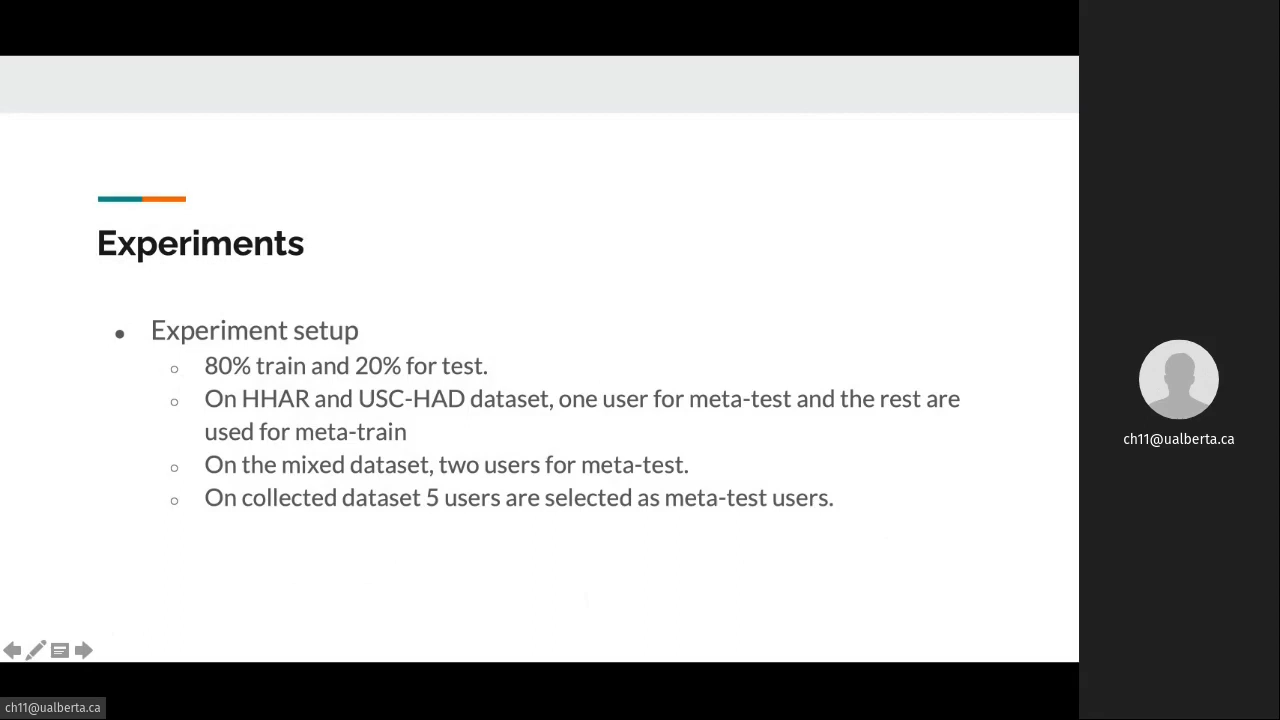 Experiments
● Experiment setup
○ 80% train and 20% for test.
○ On HHAR and USC-HAD dataset, one user for meta-test and the rest are
used for meta-train
○ On the mixed dataset, two users for meta-test.
○ On collected dataset 5 users are selected as meta-test users.
ch11@ualberta.ca
ch11@ualberta.ca